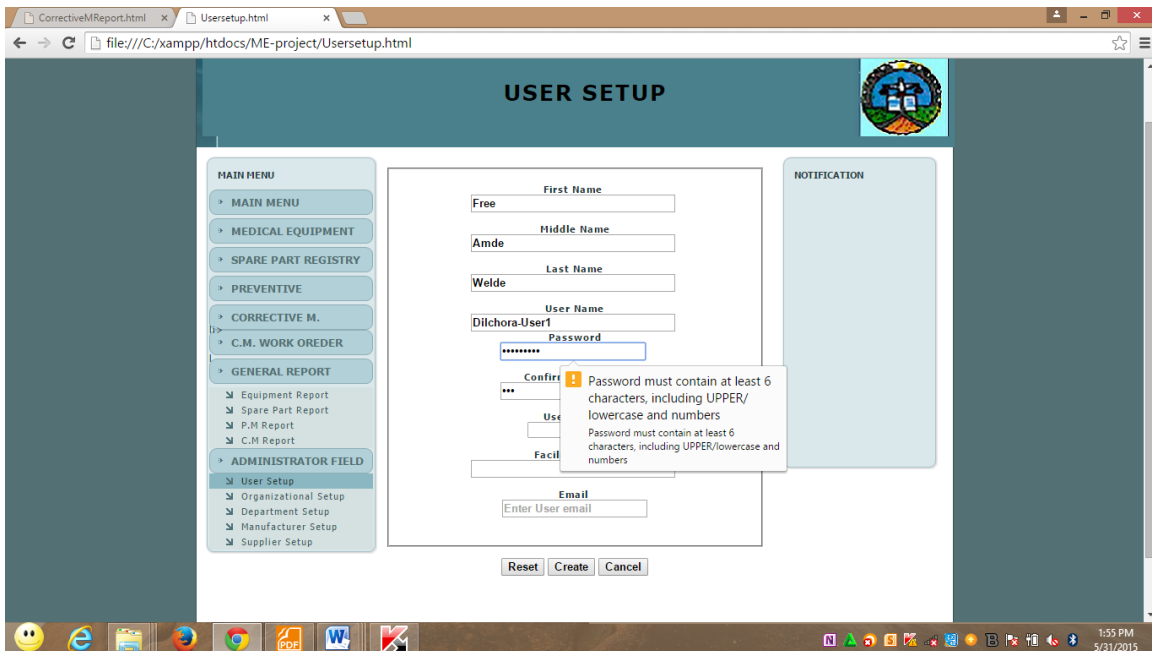 CorrectiveMReport.html
Usersetup.html
file:///C:/xampp/htdocs/ME-project/Usersetup.html
USER SETUP
MAIN MENU
MAIN MENU
MEDICAL EQUIPMENT
SPARE PART REGISTRY
PREVENTIVE
CORRECTIVE M.
C.M. WORK OREDER
GENERAL REPORT
Equipment Report
Spare Part Report
P.M Report
C.M Report
ADMINISTRATOR FIELD
User Setup
Organizational Setup
Department Setup
Manufacturer Setup
Supplier Setup
First Name
Free
Middle Name
Amde
Last Name
Welde
User Name
Dilchora-User1
Password
•••••••••
Confir
•••
Password must contain at least 6
characters, including UPPER/
lowercase and numbers
Password must contain at least 6
characters, including UPPER/lowercase and
numbers
Use
Facil
Email
Enter User email
Reset Create Cancel
NOTIFICATION
1:55 PM
5/31/2015